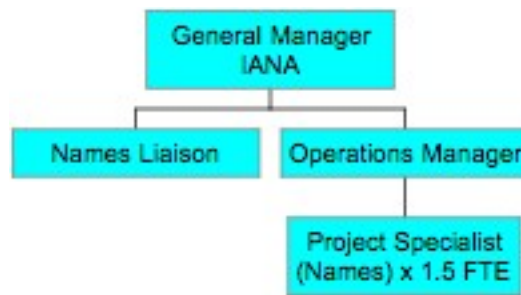 General Manager
IANA
Names Liaison
Operations Manager
Project Specialist
(Names) x 1.5 FTE